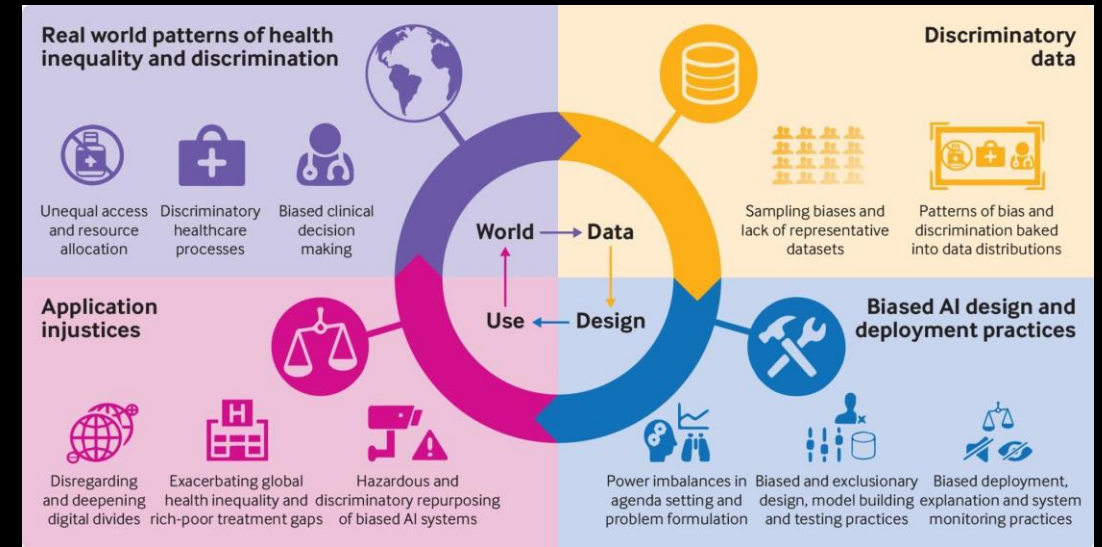 Real world patterns of health
inequality and discrimination
Unequal access
and resource
allocation
Discriminatory
healthcare
processes
Biased clinical
decision
making
Discriminatory
data
Sampling biases and
lack of representative
datasets
Patterns of bias and
discrimination baked
into data distributions
World
Data
Use
Design
Application
injustices
H
Disregarding
and deepening
digital divides
Exacerbating global
health inequality and
rich-poor treatment gaps
Hazardous and
discriminatory repurposing
of biased AI systems
Biased AI design and
deployment practices
Power imbalances in
agenda setting and
problem formulation
Biased and exclusionary
design, model building
and testing practices
Biased deployment,
explanation and system
monitoring practices